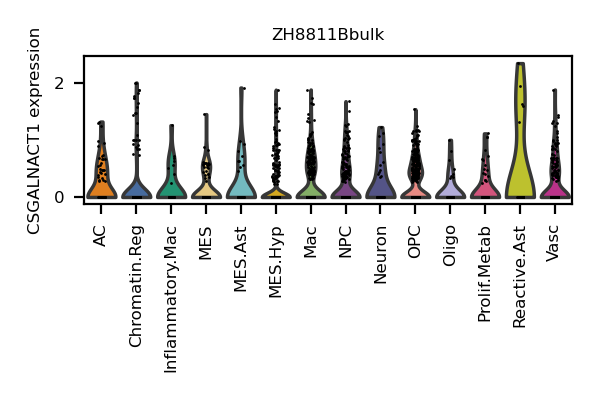 ZH8811Bbulk
CSGALNACT1 expression
2
0
AC
Chromatin.Reg
Inflammatory.Mac
MES
MES.Ast
MES.Hyp
Mac
NPC
Neuron
OPC
Oligo
Prolif.Metab
Reactive.Ast
Vasc